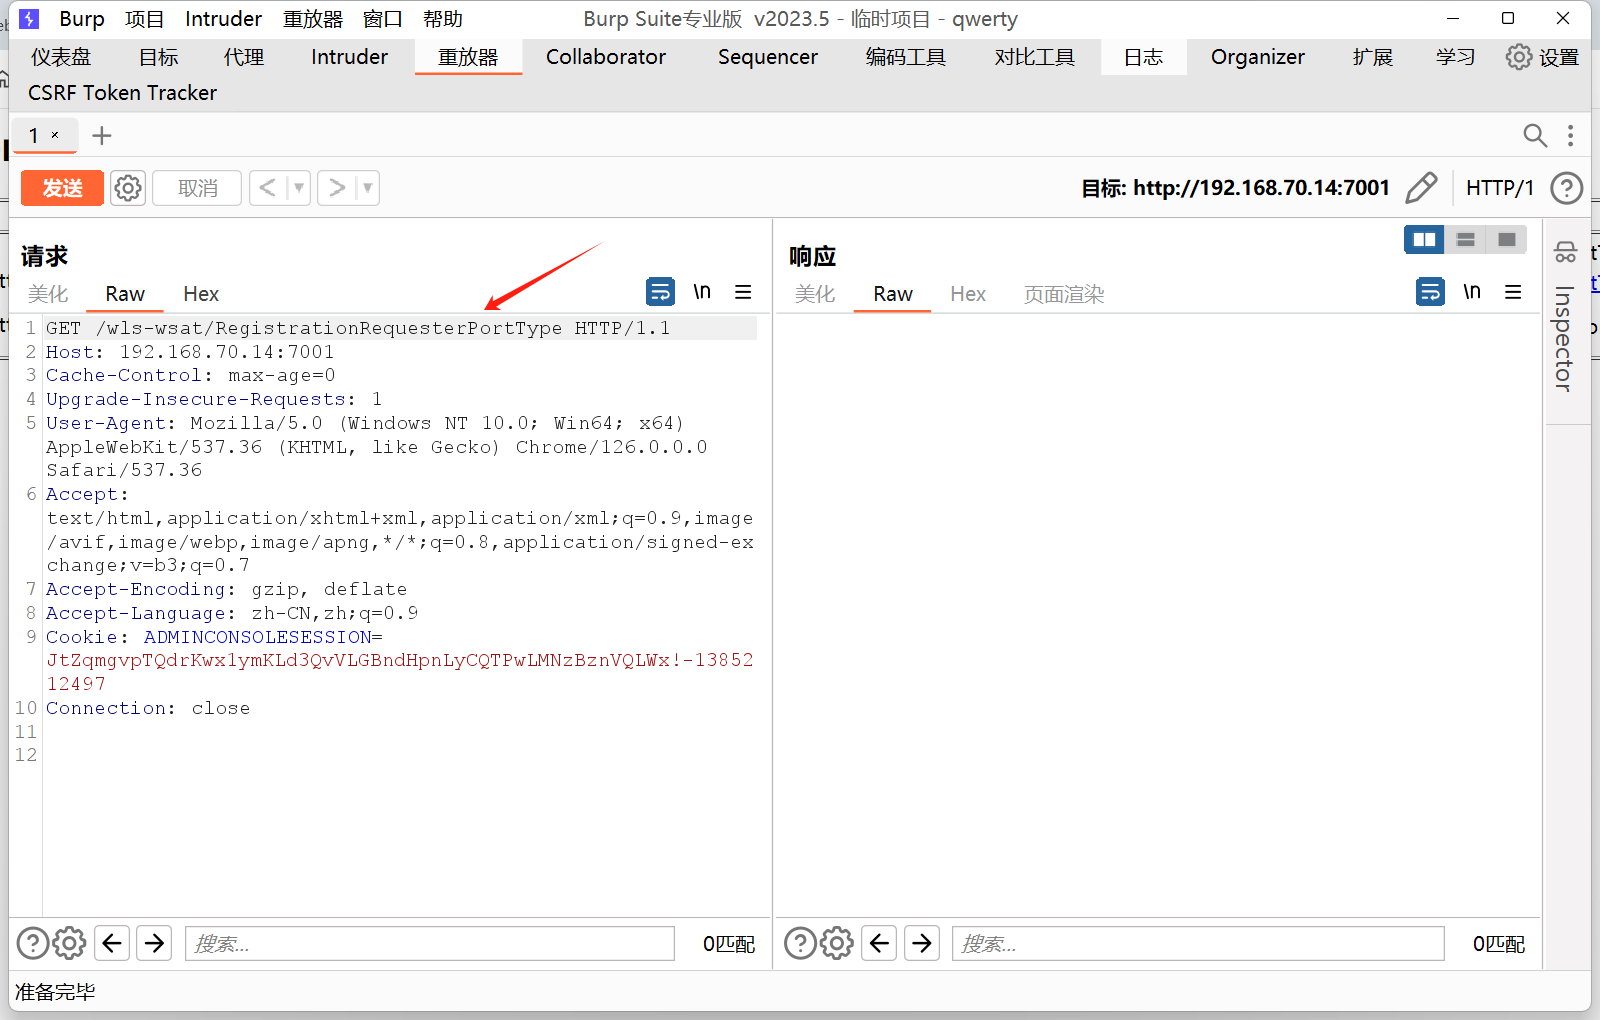 Burp 项目 Intruder 重放器 窗口 帮助 Burp Suite专业版 v2023.5 - 临时项目 - qwerty
仪表盘 目标 代理 Intruder 重放器 Collaborator Sequencer 编码工具 对比工具 日志 Organizer 扩展 学习 设置
CSRF Token Tracker
1 × +
发送 取消 < > 目标: http://192.168.70.14:7001 HTTP/1 ?
请求
美化 Raw Hex \n
1 GET /wls-wsat/RegistrationRequesterPortType HTTP/1.1
2 Host: 192.168.70.14:7001
3 Cache-Control: max-age=0
4 Upgrade-Insecure-Requests: 1
5 User-Agent: Mozilla/5.0 (Windows NT 10.0; Win64; x64)
AppleWebKit/537.36 (KHTML, like Gecko) Chrome/126.0.0.0
Safari/537.36
6 Accept:
text/html,application/xhtml+xml,application/xml;q=0.9,image
/avif,image/webp,image/apng,*/*;q=0.8,application/signed-ex
change;v=b3;q=0.7
7 Accept-Encoding: gzip, deflate
8 Accept-Language: zh-CN,zh;q=0.9
9 Cookie: ADMINCONSOLESESSION=
JtZqmgvpTQdrKwx1ymKLd3QvVLGBndHpnLyCQTPwLMNzBznVQLWx!-13852
12497
10 Connection: close
11
12
? 搜索... 0匹配
响应
美化 Raw Hex 页面渲染 \n
? 搜索... 0匹配
Inspector
准备完毕